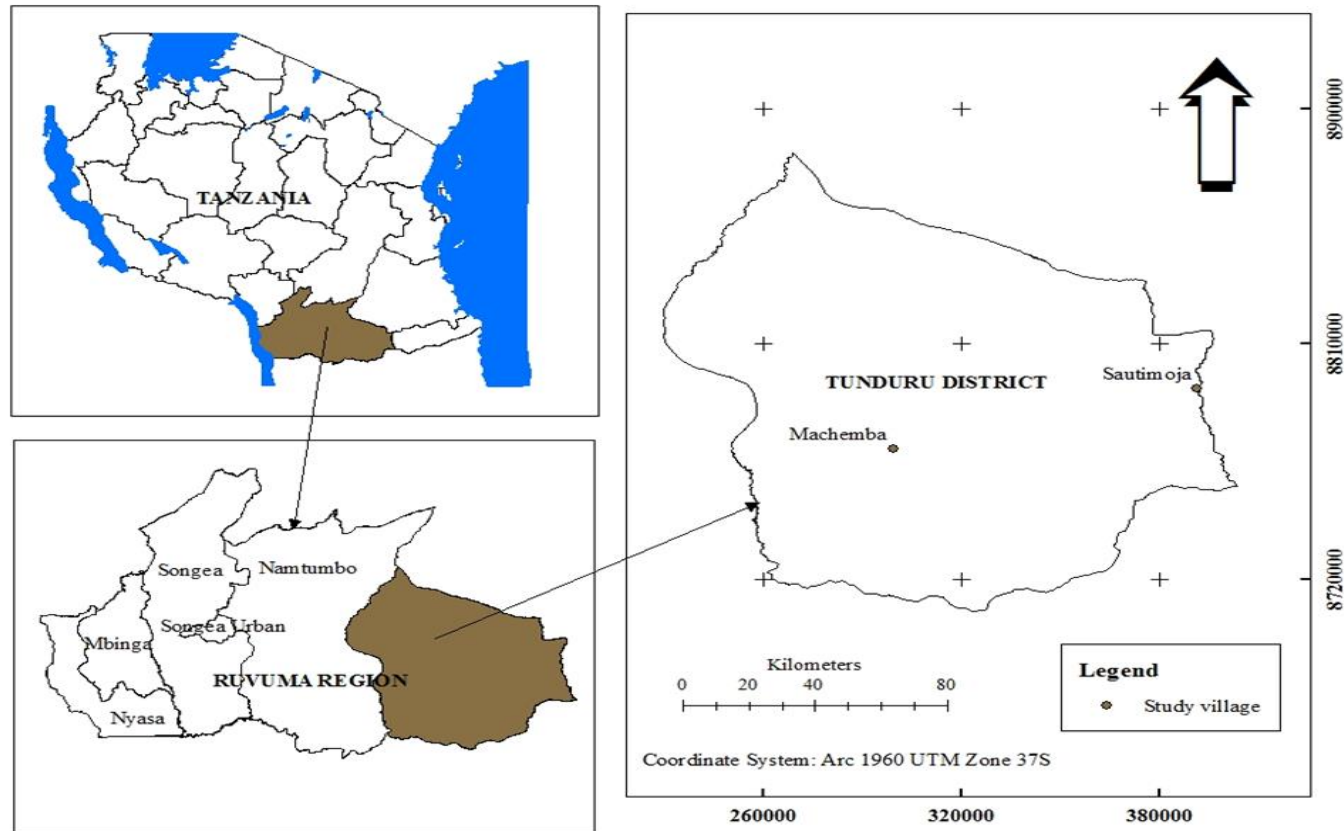 TANZANIA
Songea
Namtumbo
Mbinga
Songea Urban
RUVUMA REGION
Nyasa
TUNDURU DISTRICT
Sautimoja
Machemba
Kilometers
0 20 40 60 80
Coordinate System: Arc 1960 UTM Zone 37S
Legend
Study village
8900000
8810000
8720000
260000 320000 380000